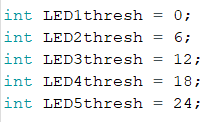 int LED1thresh = 0;
int LED2thresh = 6;
int LED3thresh = 12;
int LED4thresh = 18;
int LED5thresh = 24;